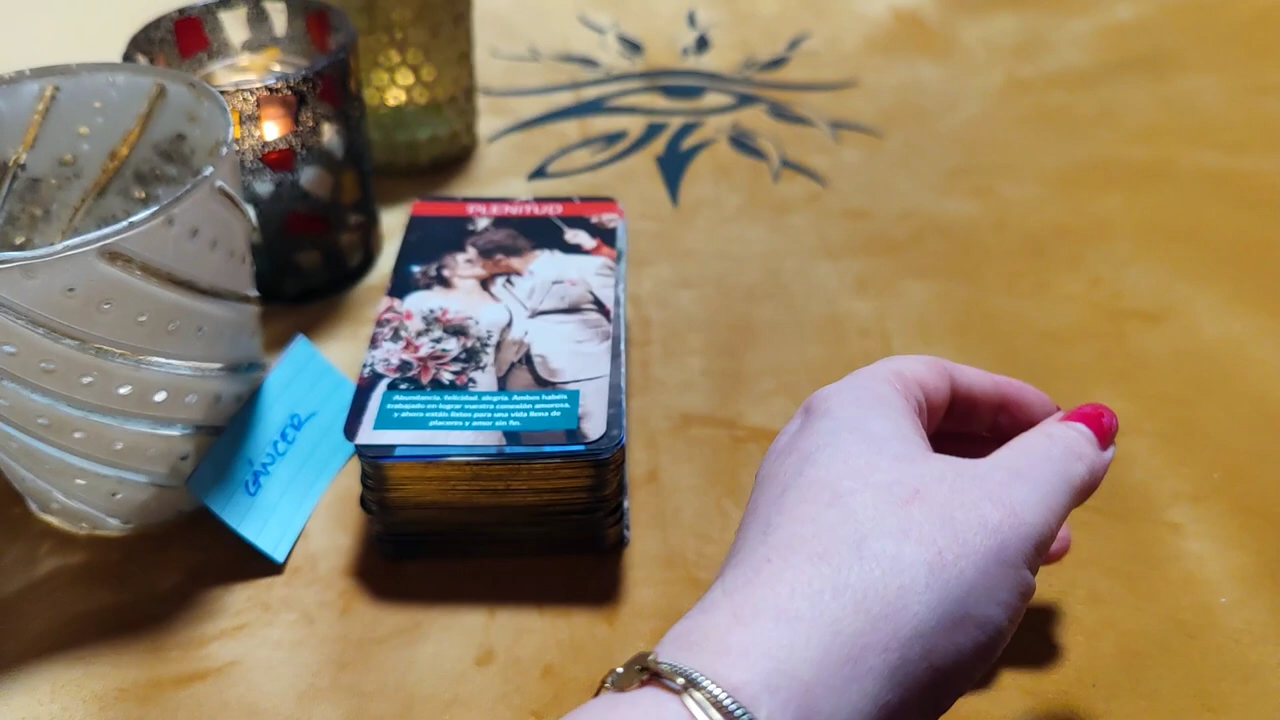 PLENITUD
Abundancia, felicidad, alegría. Ambos habéis
trabajado en lograr vuestra conexión amorosa,
y ahora estáis listos para una vida llena de
placeres y amor sin fin.
CÁNCER